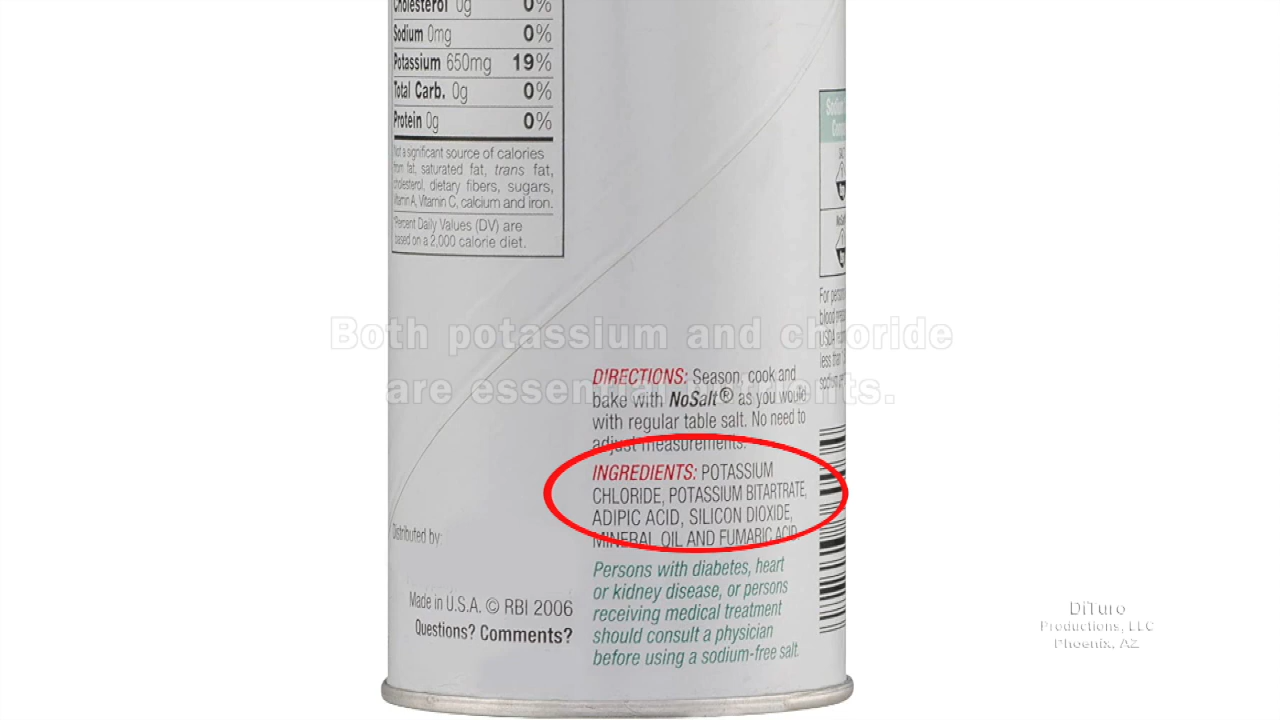 Cholesterol 0g 0%
Sodium 0mg 0%
Potassium 650mg 19%
Total Carb. 0g 0%
Protein 0g 0%
Not a significant source of calories
from fat, saturated fat, trans fat,
cholesterol, dietary fibers, sugars,
Vitamin A, Vitamin C, calcium and iron.
*Percent Daily Values (DV) are
based on a 2,000 calorie diet.
Both potassium and chloride
are essential nutrients.
DIRECTIONS: Season, cook and
bake with NoSalt® as you would
with regular table salt. No need to
adjust measurements.
INGREDIENTS: POTASSIUM
CHLORIDE, POTASSIUM BITARTRATE,
ADIPIC ACID, SILICON DIOXIDE,
MINERAL OIL AND FUMARIC ACID.
Persons with diabetes, heart
or kidney disease, or persons
receiving medical treatment
should consult a physician
before using a sodium-free salt.
Distributed by:
Made in U.S.A. © RBI 2006
Questions? Comments?
For
blood
USDA
less than
sodium
DiTuro
Productions, LLC
Phoenix, AZ